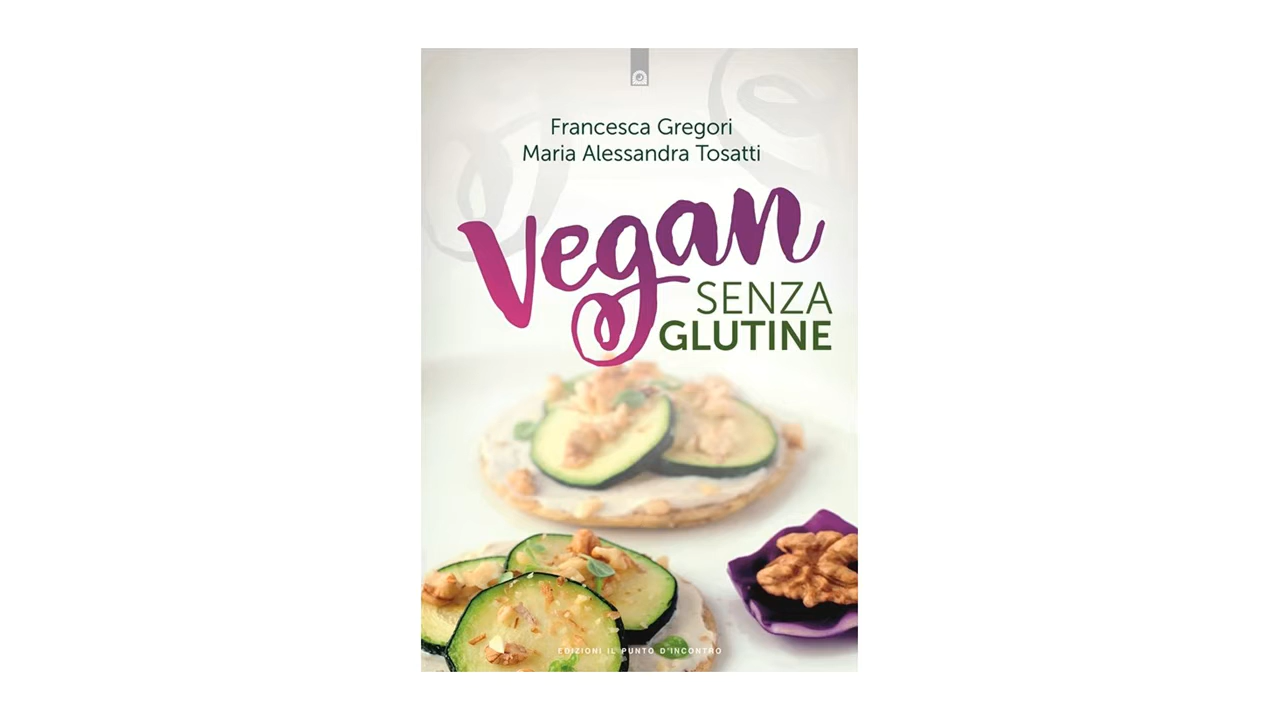 Francesca Gregori
Maria Alessandra Tosatti
Vegan
SENZA
GLUTINE
EDIZIONI IL PUNTO D'INCONTRO